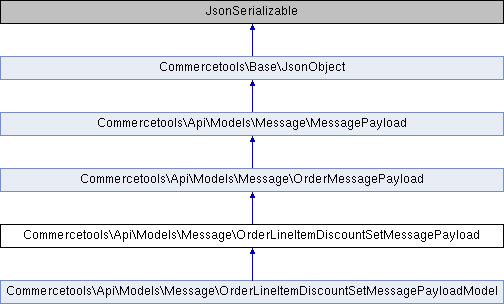 JsonSerializable
Commercetools\Base\JsonObject
Commercetools\Api\Models\Message\MessagePayload
Commercetools\Api\Models\Message\OrderMessagePayload
Commercetools\Api\Models\Message\OrderLineItemDiscountSetMessagePayload
Commercetools\Api\Models\Message\OrderLineItemDiscountSetMessagePayloadModel